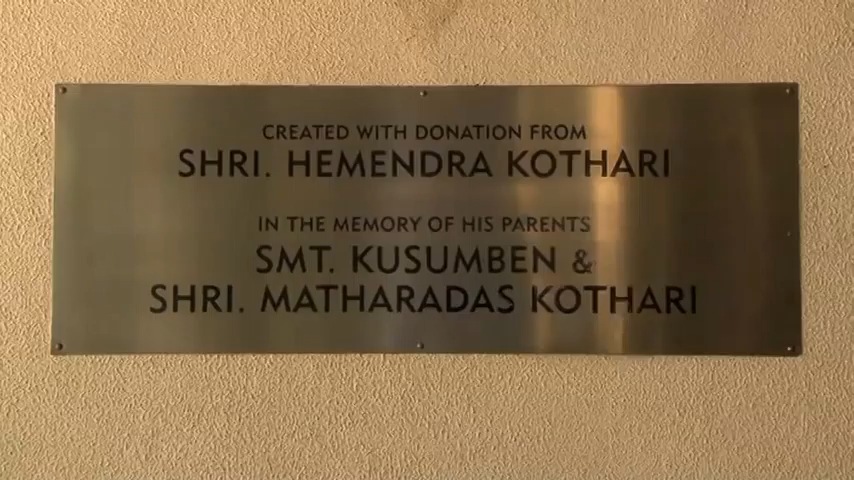 CREATED WITH DONATION FROM
SHRI. HEMENDRA KOTHARI
IN THE MEMORY OF HIS PARENTS
SMT. KUSUMBEN &
SHRI. MATHARADAS KOTHARI